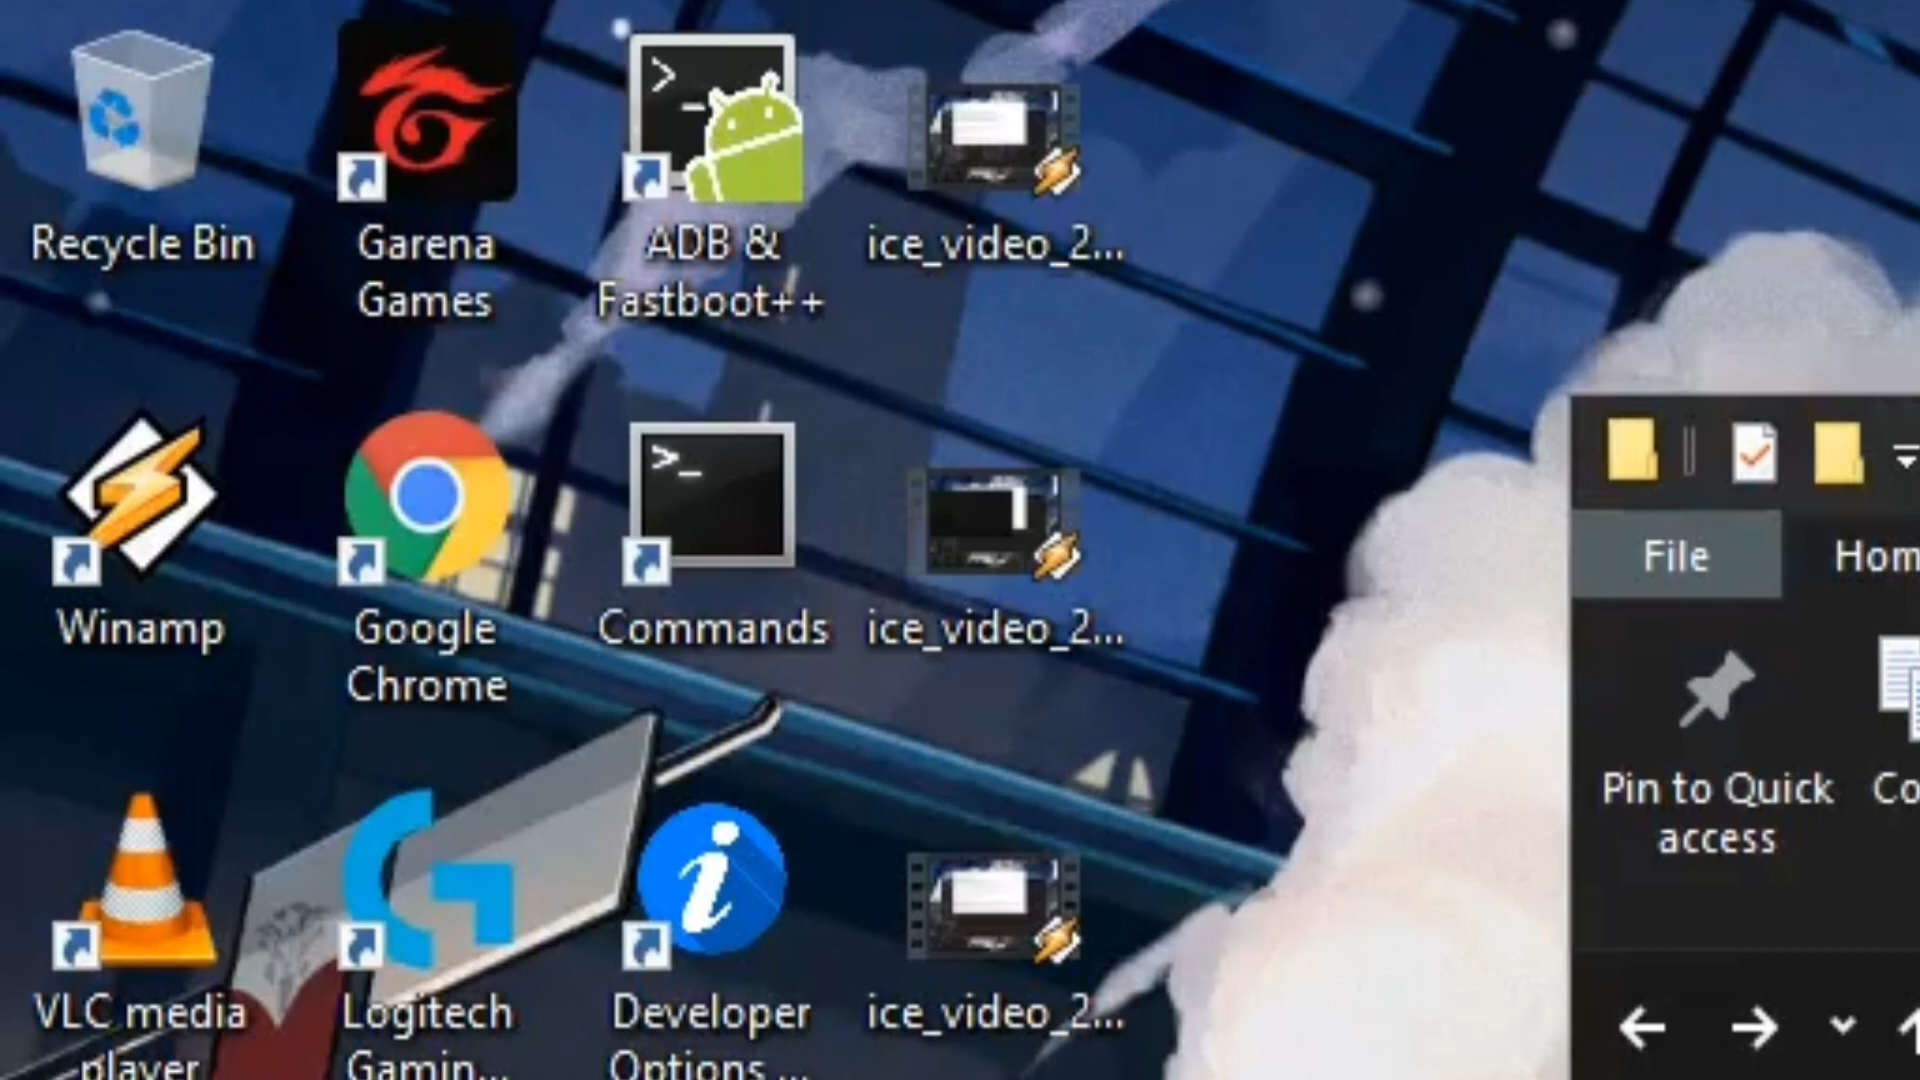 Recycle Bin
Garena
Games
ADB &
Fastboot++
ice_video_2...
Winamp
Google
Chrome
Commands
ice_video_2...
VLC media
player
Logitech
Gamin...
Developer
Options ...
ice_video_2...
File
Hom
Pin to Quick
access
Co